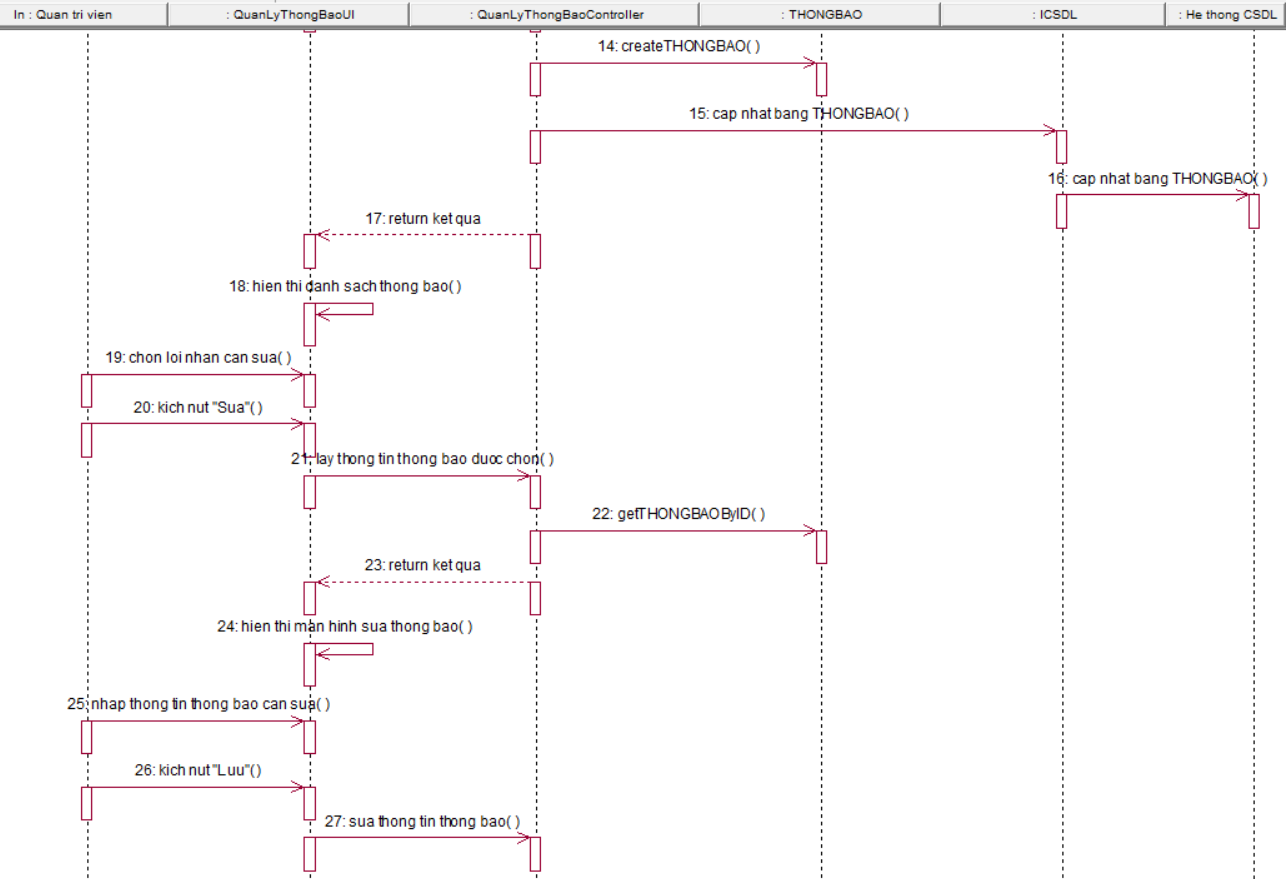 In : Quan tri vien
: QuanLyThongBaoUI
: QuanLyThongBaoController
: THONGBAO
: ICSDL
: He thong CSDL
14: createTHONGBAO( )
15: cap nhat bang THONGBAO( )
16: cap nhat bang THONGBAO( )
17: return ket qua
18: hien thi danh sach thong bao( )
19: chon loi nhan can sua( )
20: kich nut "Sua"( )
21: lay thong tin thong bao duoc chon( )
22: getTHONGBAOByID( )
23: return ket qua
24: hien thi man hinh sua thong bao( )
25: nhap thong tin thong bao can sua( )
26: kich nut "Luu"()
27: sua thong tin thong bao( )